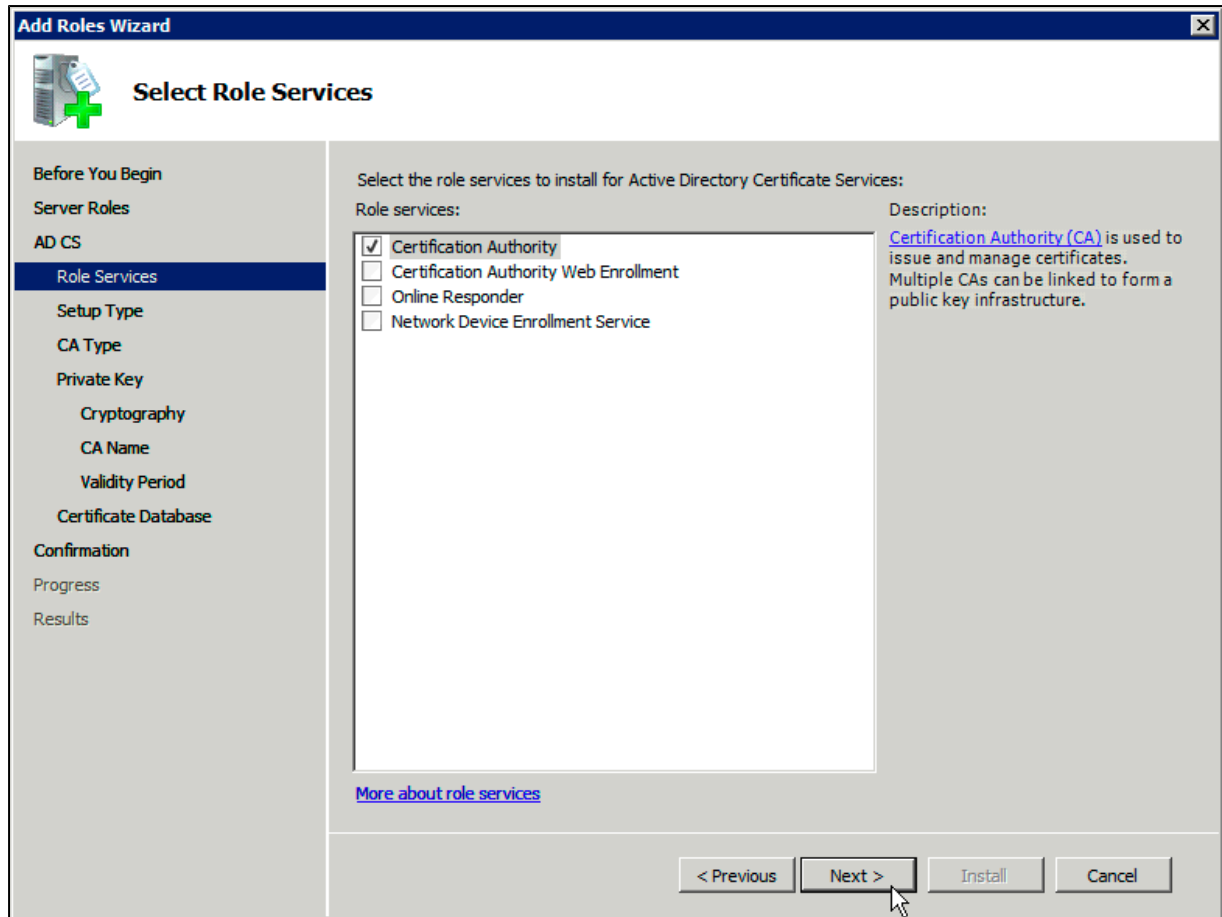 Add Roles Wizard
Select Role Services
Before You Begin
Server Roles
AD CS
Role Services
Setup Type
CA Type
Private Key
Cryptography
CA Name
Validity Period
Certificate Database
Confirmation
Progress
Results
Select the role services to install for Active Directory Certificate Services:
Role services:
Certification Authority
Certification Authority Web Enrollment
Online Responder
Network Device Enrollment Service
More about role services
Description:
Certification Authority (CA) is used to
issue and manage certificates.
Multiple CAs can be linked to form a
public key infrastructure.
< Previous
Next >
Install
Cancel